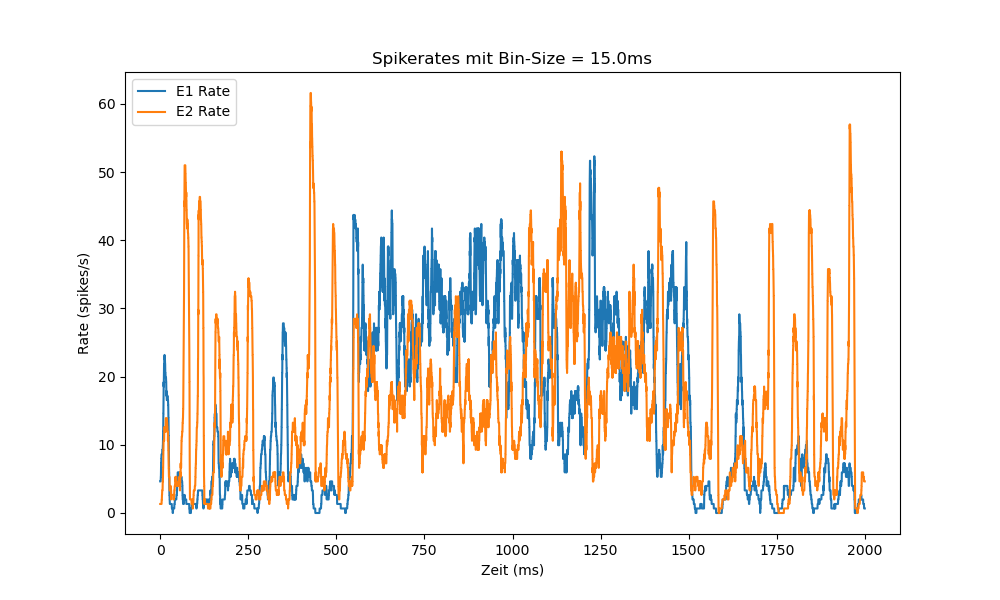 Spikerates mit Bin-Size = 15.0ms
E1 Rate
E2 Rate
60
50
40
30
20
10
0
Rate (spikes/s)
0 250 500 750 1000 1250 1500 1750 2000
Zeit (ms)